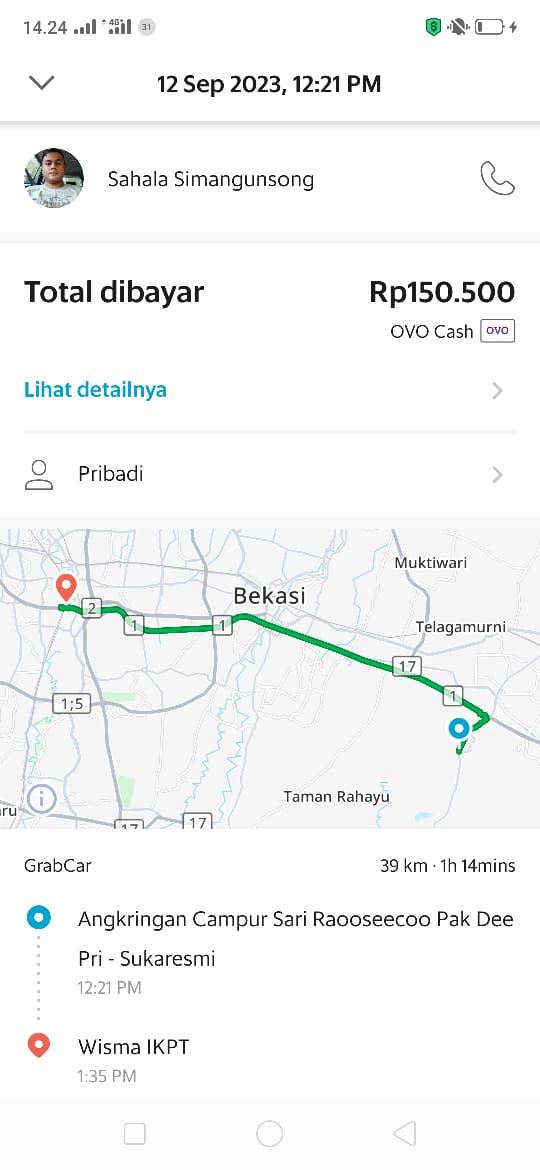 14.24 4G+ 31
12 Sep 2023, 12:21 PM
Sahala Simangunsong
Total dibayar Rp150.500
OVO Cash OVO
Lihat detailnya
Pribadi
Muktiwari
Bekasi
2
1 1
Telagamurni
17
1
1;5
Taman Rahayu
ru
17 17
GrabCar 39 km · 1h 14mins
Angkringan Campur Sari Raooseecoo Pak Dee
Pri - Sukaresmi
12:21 PM
Wisma IKPT
1:35 PM